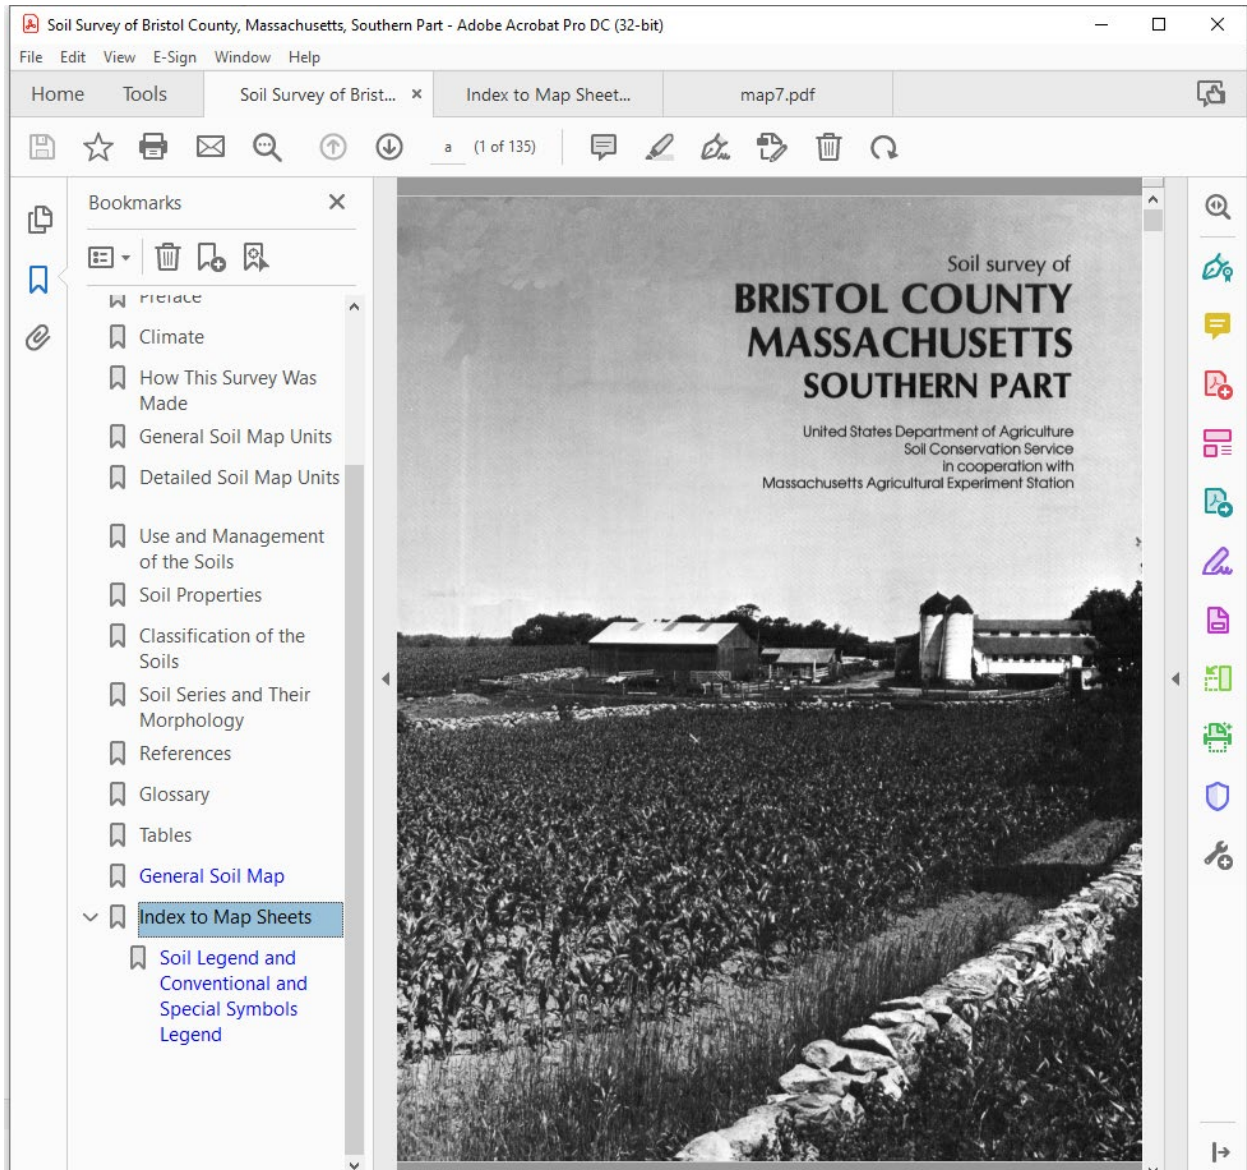 Soil Survey of Bristol County, Massachusetts, Southern Part - Adobe Acrobat Pro DC (32-bit)
File Edit View E-Sign Window Help
Home Tools Soil Survey of Brist... × Index to Map Sheet... map7.pdf
a (1 of 135)
Bookmarks
Preface
Climate
How This Survey Was
Made
General Soil Map Units
Detailed Soil Map Units
Use and Management
of the Soils
Soil Properties
Classification of the
Soils
Soil Series and Their
Morphology
References
Glossary
Tables
General Soil Map
Index to Map Sheets
Soil Legend and
Conventional and
Special Symbols
Legend
Soil survey of
BRISTOL COUNTY
MASSACHUSETTS
SOUTHERN PART
United States Department of Agriculture
Soil Conservation Service
in cooperation with
Massachusetts Agricultural Experiment Station